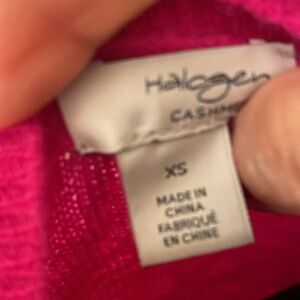 Halogen
CASHM
XS
MADE IN
CHINA
FABRIQUÉ
EN CHINE